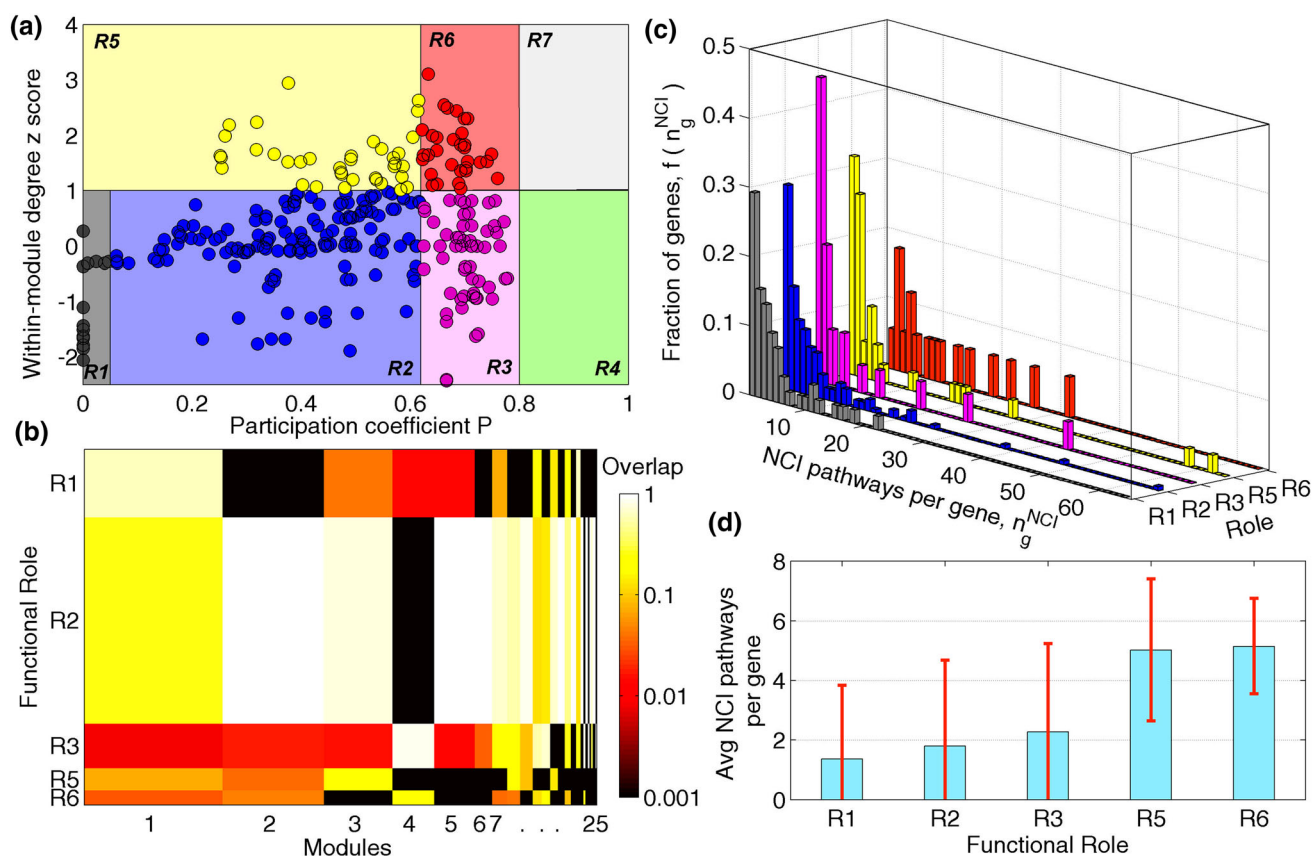 (a)
R5
R6
R7
R1
R2
R3
R4
Within-module degree z score
4
3
2
1
0
-1
-2
0
0.2
0.4
0.6
0.8
1
Participation coefficient P
(b)
Functional Role
R1
R2
R3
R5
R6
1 2 3 4 5 6 7 . . . 25
Modules
Overlap
1
0.1
0.01
0.001
(c)
Fraction of genes, f ( n_g^NCI )
0.5
0.4
0.3
0.2
0.1
0
10
20
30
40
50
60
NCI pathways per gene, n_g^NCI
R1
R2
R3
R5
R6
Role
(d)
Avg NCI pathways
per gene
8
6
4
2
0
R1 R2 R3 R5 R6
Functional Role